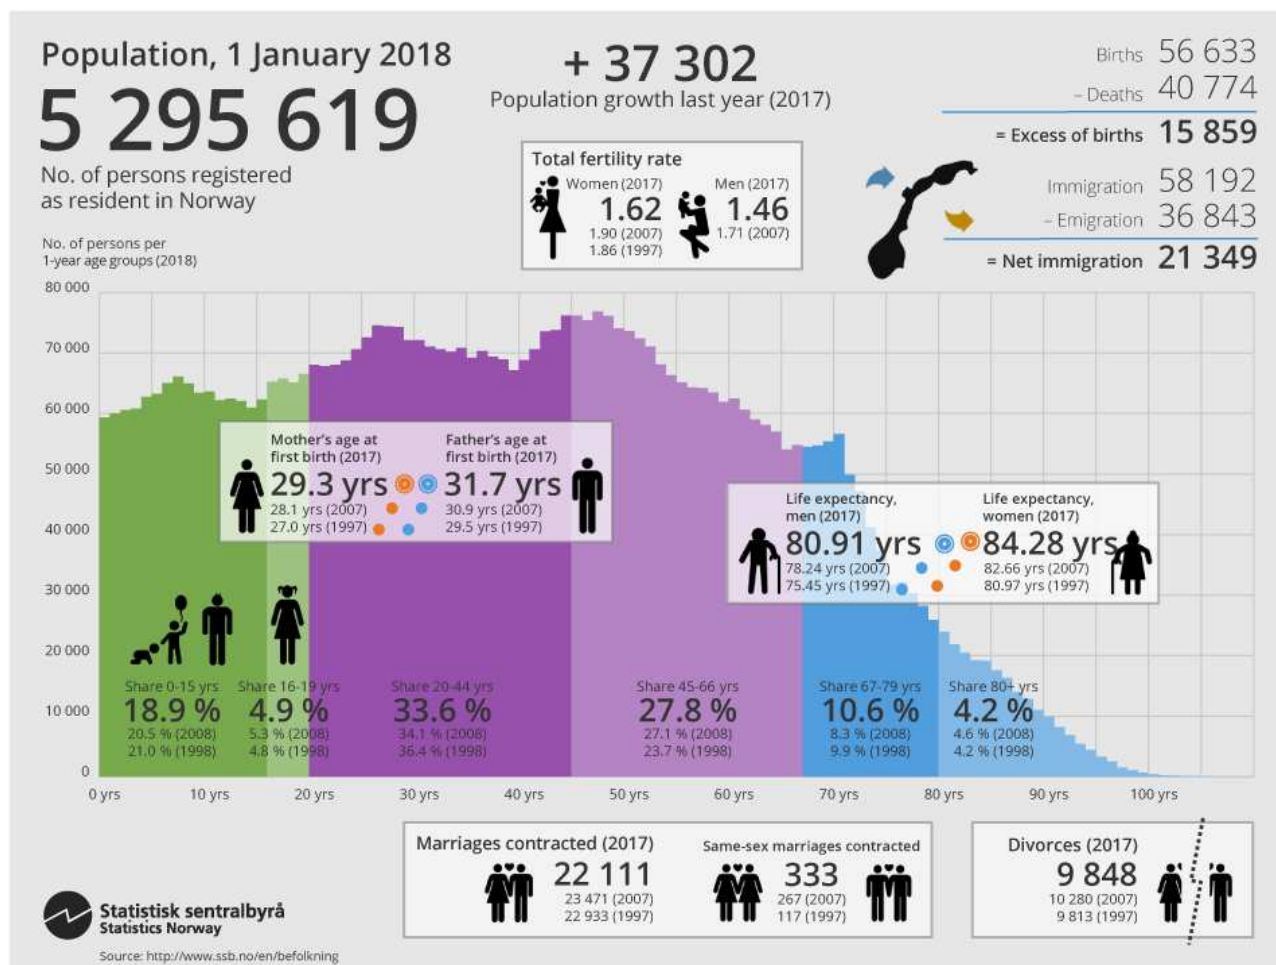 Population, 1 January 2018
5 295 619
No. of persons registered
as resident in Norway
+ 37 302
Population growth last year (2017)
Births 56 633
– Deaths 40 774
= Excess of births 15 859
Immigration 58 192
– Emigration 36 843
= Net immigration 21 349
Total fertility rate
Women (2017)
1.62
1.90 (2007)
1.86 (1997)
Men (2017)
1.46
1.71 (2007)
No. of persons per
1-year age groups (2018)
80 000
70 000
60 000
50 000
40 000
30 000
20 000
10 000
0
Mother's age at
first birth (2017)
29.3 yrs
28.1 yrs (2007)
27.0 yrs (1997)
Father's age at
first birth (2017)
31.7 yrs
30.9 yrs (2007)
29.5 yrs (1997)
Life expectancy,
men (2017)
80.91 yrs
78.24 yrs (2007)
75.45 yrs (1997)
Life expectancy,
women (2017)
84.28 yrs
82.66 yrs (2007)
80.97 yrs (1997)
Share 0-15 yrs
18.9 %
20.5 % (2008)
21.0 % (1998)
Share 16-19 yrs
4.9 %
5.3 % (2008)
4.8 % (1998)
Share 20-44 yrs
33.6 %
34.1 % (2008)
36.4 % (1998)
Share 45-66 yrs
27.8 %
27.1 % (2008)
23.7 % (1998)
Share 67-79 yrs
10.6 %
8.3 % (2008)
9.9 % (1998)
Share 80+ yrs
4.2 %
4.6 % (2008)
4.2 % (1998)
0 yrs 10 yrs 20 yrs 30 yrs 40 yrs 50 yrs 60 yrs 70 yrs 80 yrs 90 yrs 100 yrs
Marriages contracted (2017)
22 111
23 471 (2007)
22 933 (1997)
Same-sex marriages contracted
333
267 (2007)
117 (1997)
Divorces (2017)
9 848
10 280 (2007)
9 813 (1997)
Statistisk sentralbyrå
Statistics Norway
Source: http://www.ssb.no/en/befolkning